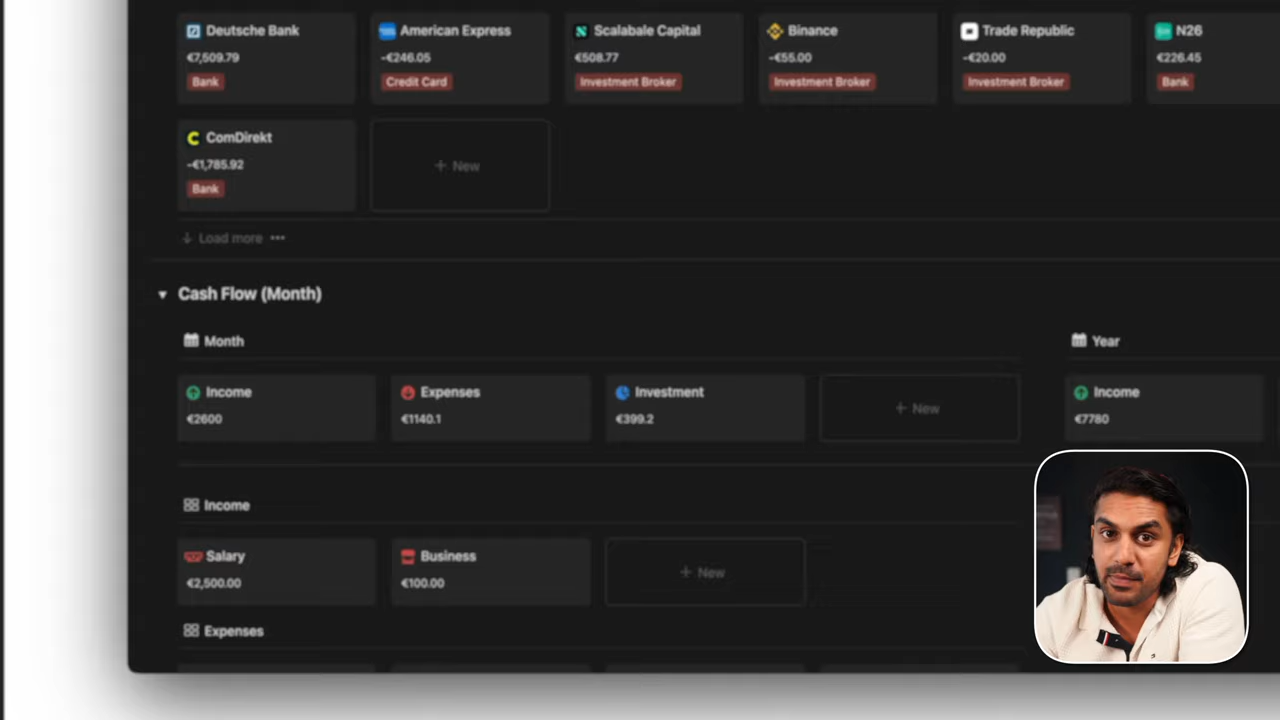 Deutsche Bank
€7,509.79
Bank
American Express
-€246.05
Credit Card
Scalabale Capital
€508.77
Investment Broker
Binance
-€55.00
Investment Broker
Trade Republic
-€20.00
Investment Broker
N26
€226.45
Bank
ComDirekt
-€1,785.92
Bank
+ New
Load more •••
Cash Flow (Month)
Month
Income
€2600
Expenses
€1140.1
Investment
€399.2
+ New
Year
Income
€7780
Income
Salary
€2,500.00
Business
€100.00
+ New
Expenses